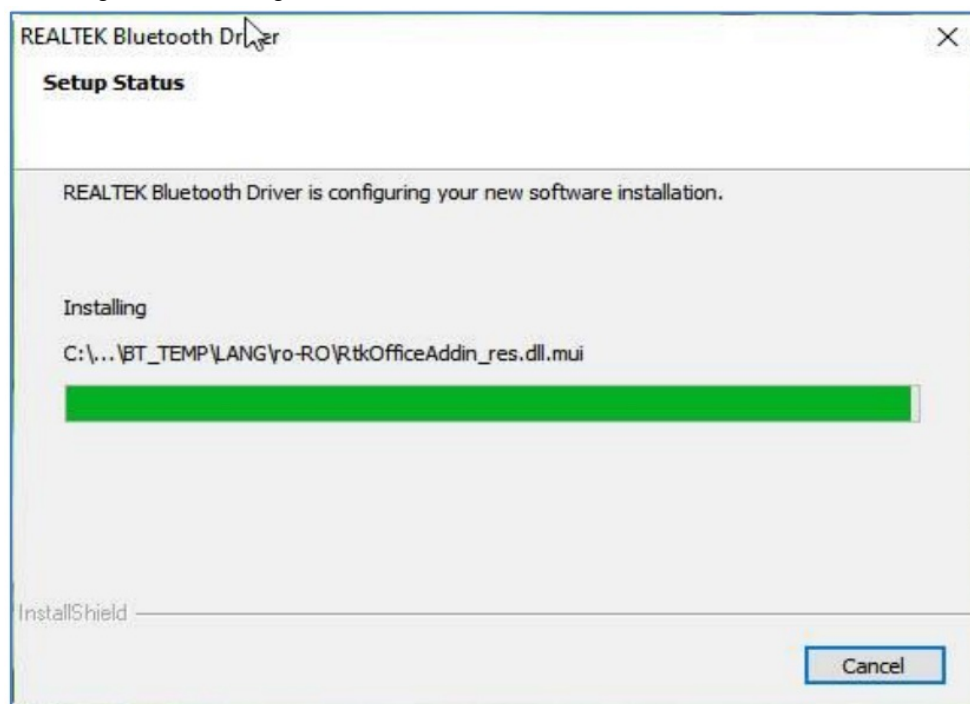 REALTEK Bluetooth Driver
Setup Status
REALTEK Bluetooth Driver is configuring your new software installation.
Installing
C:\...\BT_TEMP\LANG\ro-RO\RtkOfficeAddin_res.dll.mui
InstallShield
Cancel